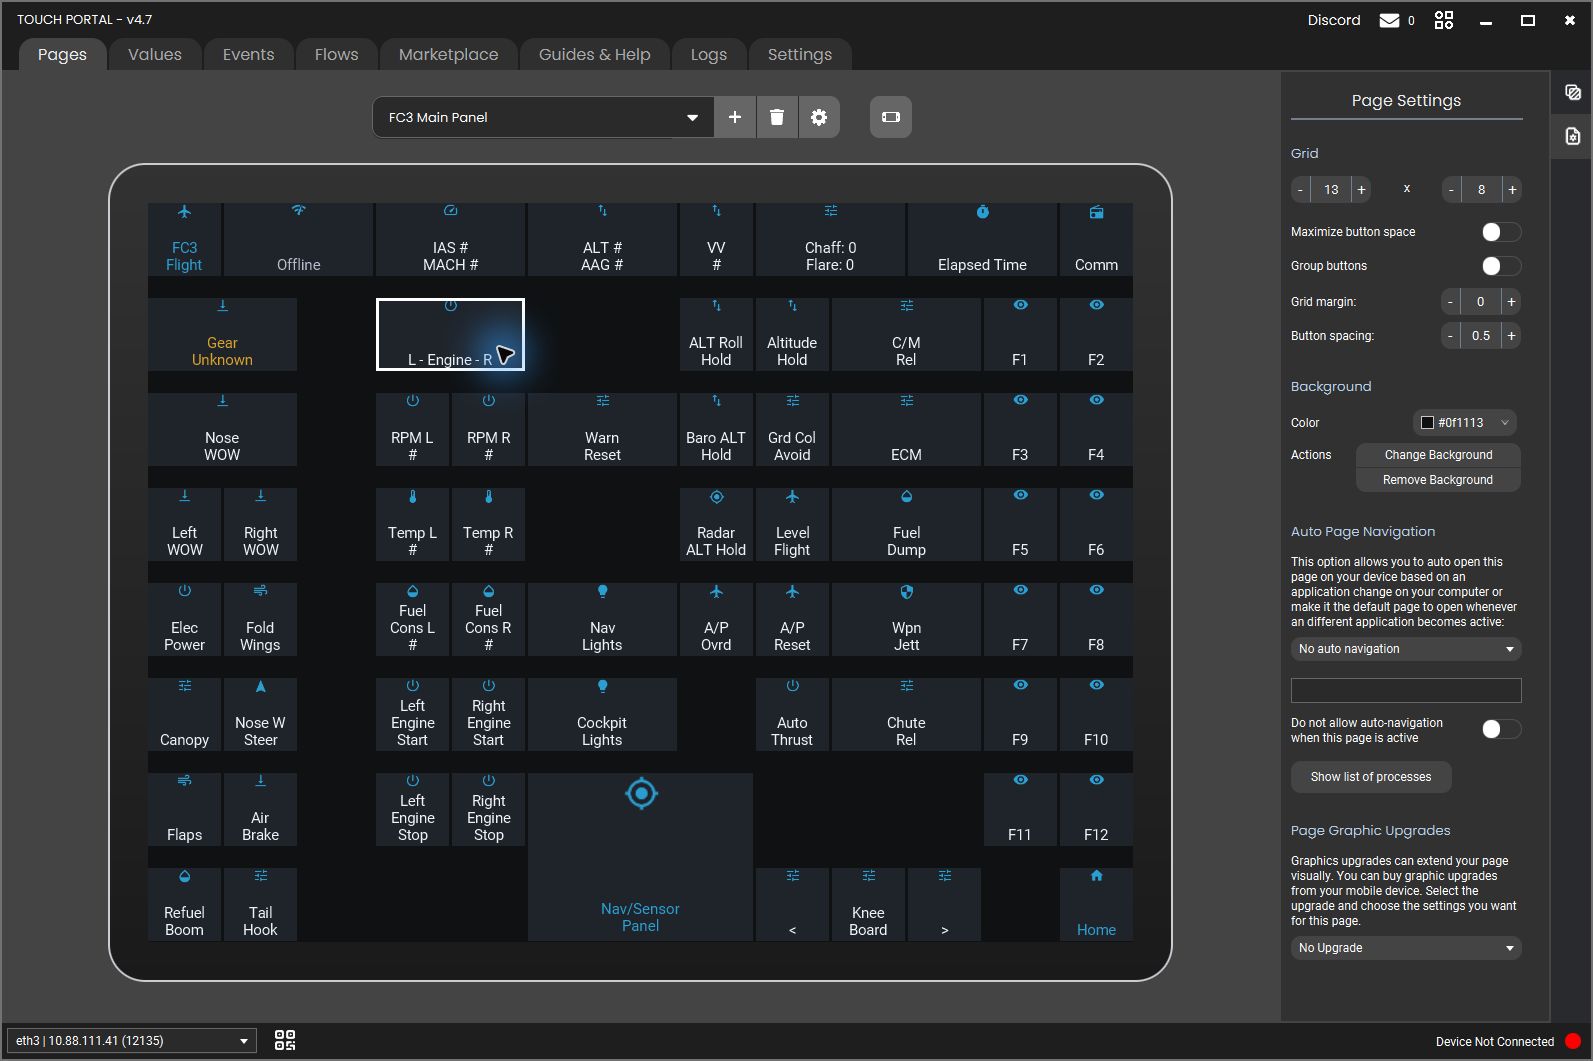 TOUCH PORTAL - v4.7
Discord 0
Pages Values Events Flows Marketplace Guides & Help Logs Settings
FC3 Main Panel
FC3
Flight
Offline
IAS #
MACH #
ALT #
AAG #
VV
#
Chaff: 0
Flare: 0
Elapsed Time
Comm
Gear
Unknown
L - Engine - R
ALT Roll
Hold
Altitude
Hold
C/M
Rel
F1
F2
Nose
WOW
RPM L
#
RPM R
#
Warn
Reset
Baro ALT
Hold
Grd Col
Avoid
ECM
F3
F4
Left
WOW
Right
WOW
Temp L
#
Temp R
#
Radar
ALT Hold
Level
Flight
Fuel
Dump
F5
F6
Elec
Power
Fold
Wings
Fuel
Cons L
#
Fuel
Cons R
#
Nav
Lights
A/P
Ovrd
A/P
Reset
Wpn
Jett
F7
F8
Canopy
Nose W
Steer
Left
Engine
Start
Right
Engine
Start
Cockpit
Lights
Auto
Thrust
Chute
Rel
F9
F10
Flaps
Air
Brake
Left
Engine
Stop
Right
Engine
Stop
Nav/Sensor
Panel
F11
F12
Refuel
Boom
Tail
Hook
<
Knee
Board
>
Home
Page Settings
Grid
- 13 + x - 8 +
Maximize button space
Group buttons
Grid margin: - 0 +
Button spacing: - 0.5 +
Background
Color #0f1113
Actions Change Background
Remove Background
Auto Page Navigation
This option allows you to auto open this
page on your device based on an
application change on your computer or
make it the default page to open whenever
an different application becomes active:
No auto navigation
Do not allow auto-navigation
when this page is active
Show list of processes
Page Graphic Upgrades
Graphics upgrades can extend your page
visually. You can buy graphic upgrades
from your mobile device. Select the
upgrade and choose the settings you want
for this page.
No Upgrade
eth3 | 10.88.111.41 (12135)
Device Not Connected